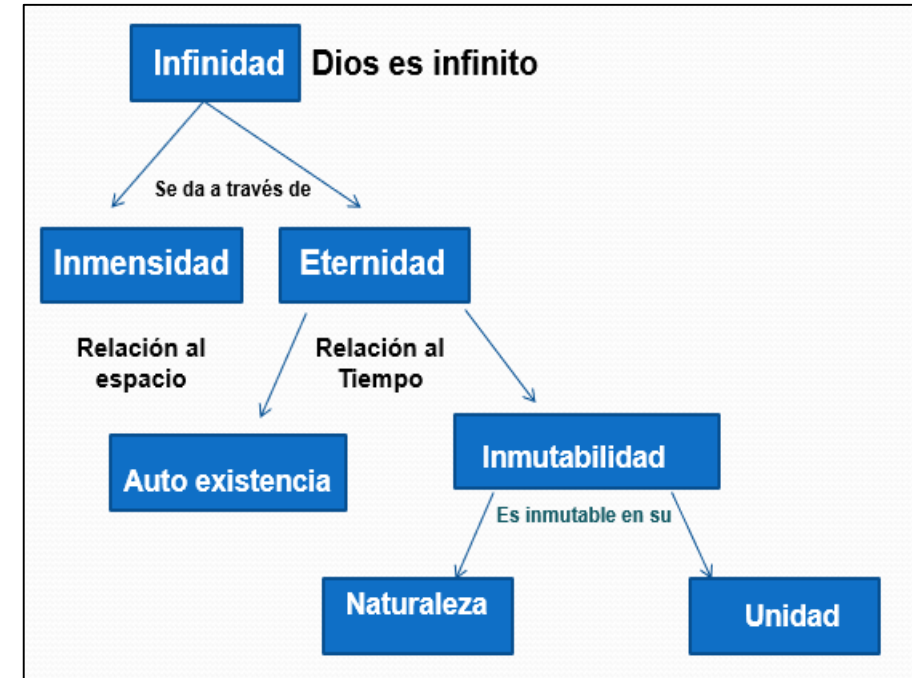 Infinidad Dios es infinito
Se da a través de
Inmensidad
Eternidad
Relación al
espacio
Relación al
Tiempo
Auto existencia
Inmutabilidad
Es inmutable en su
Naturaleza
Unidad